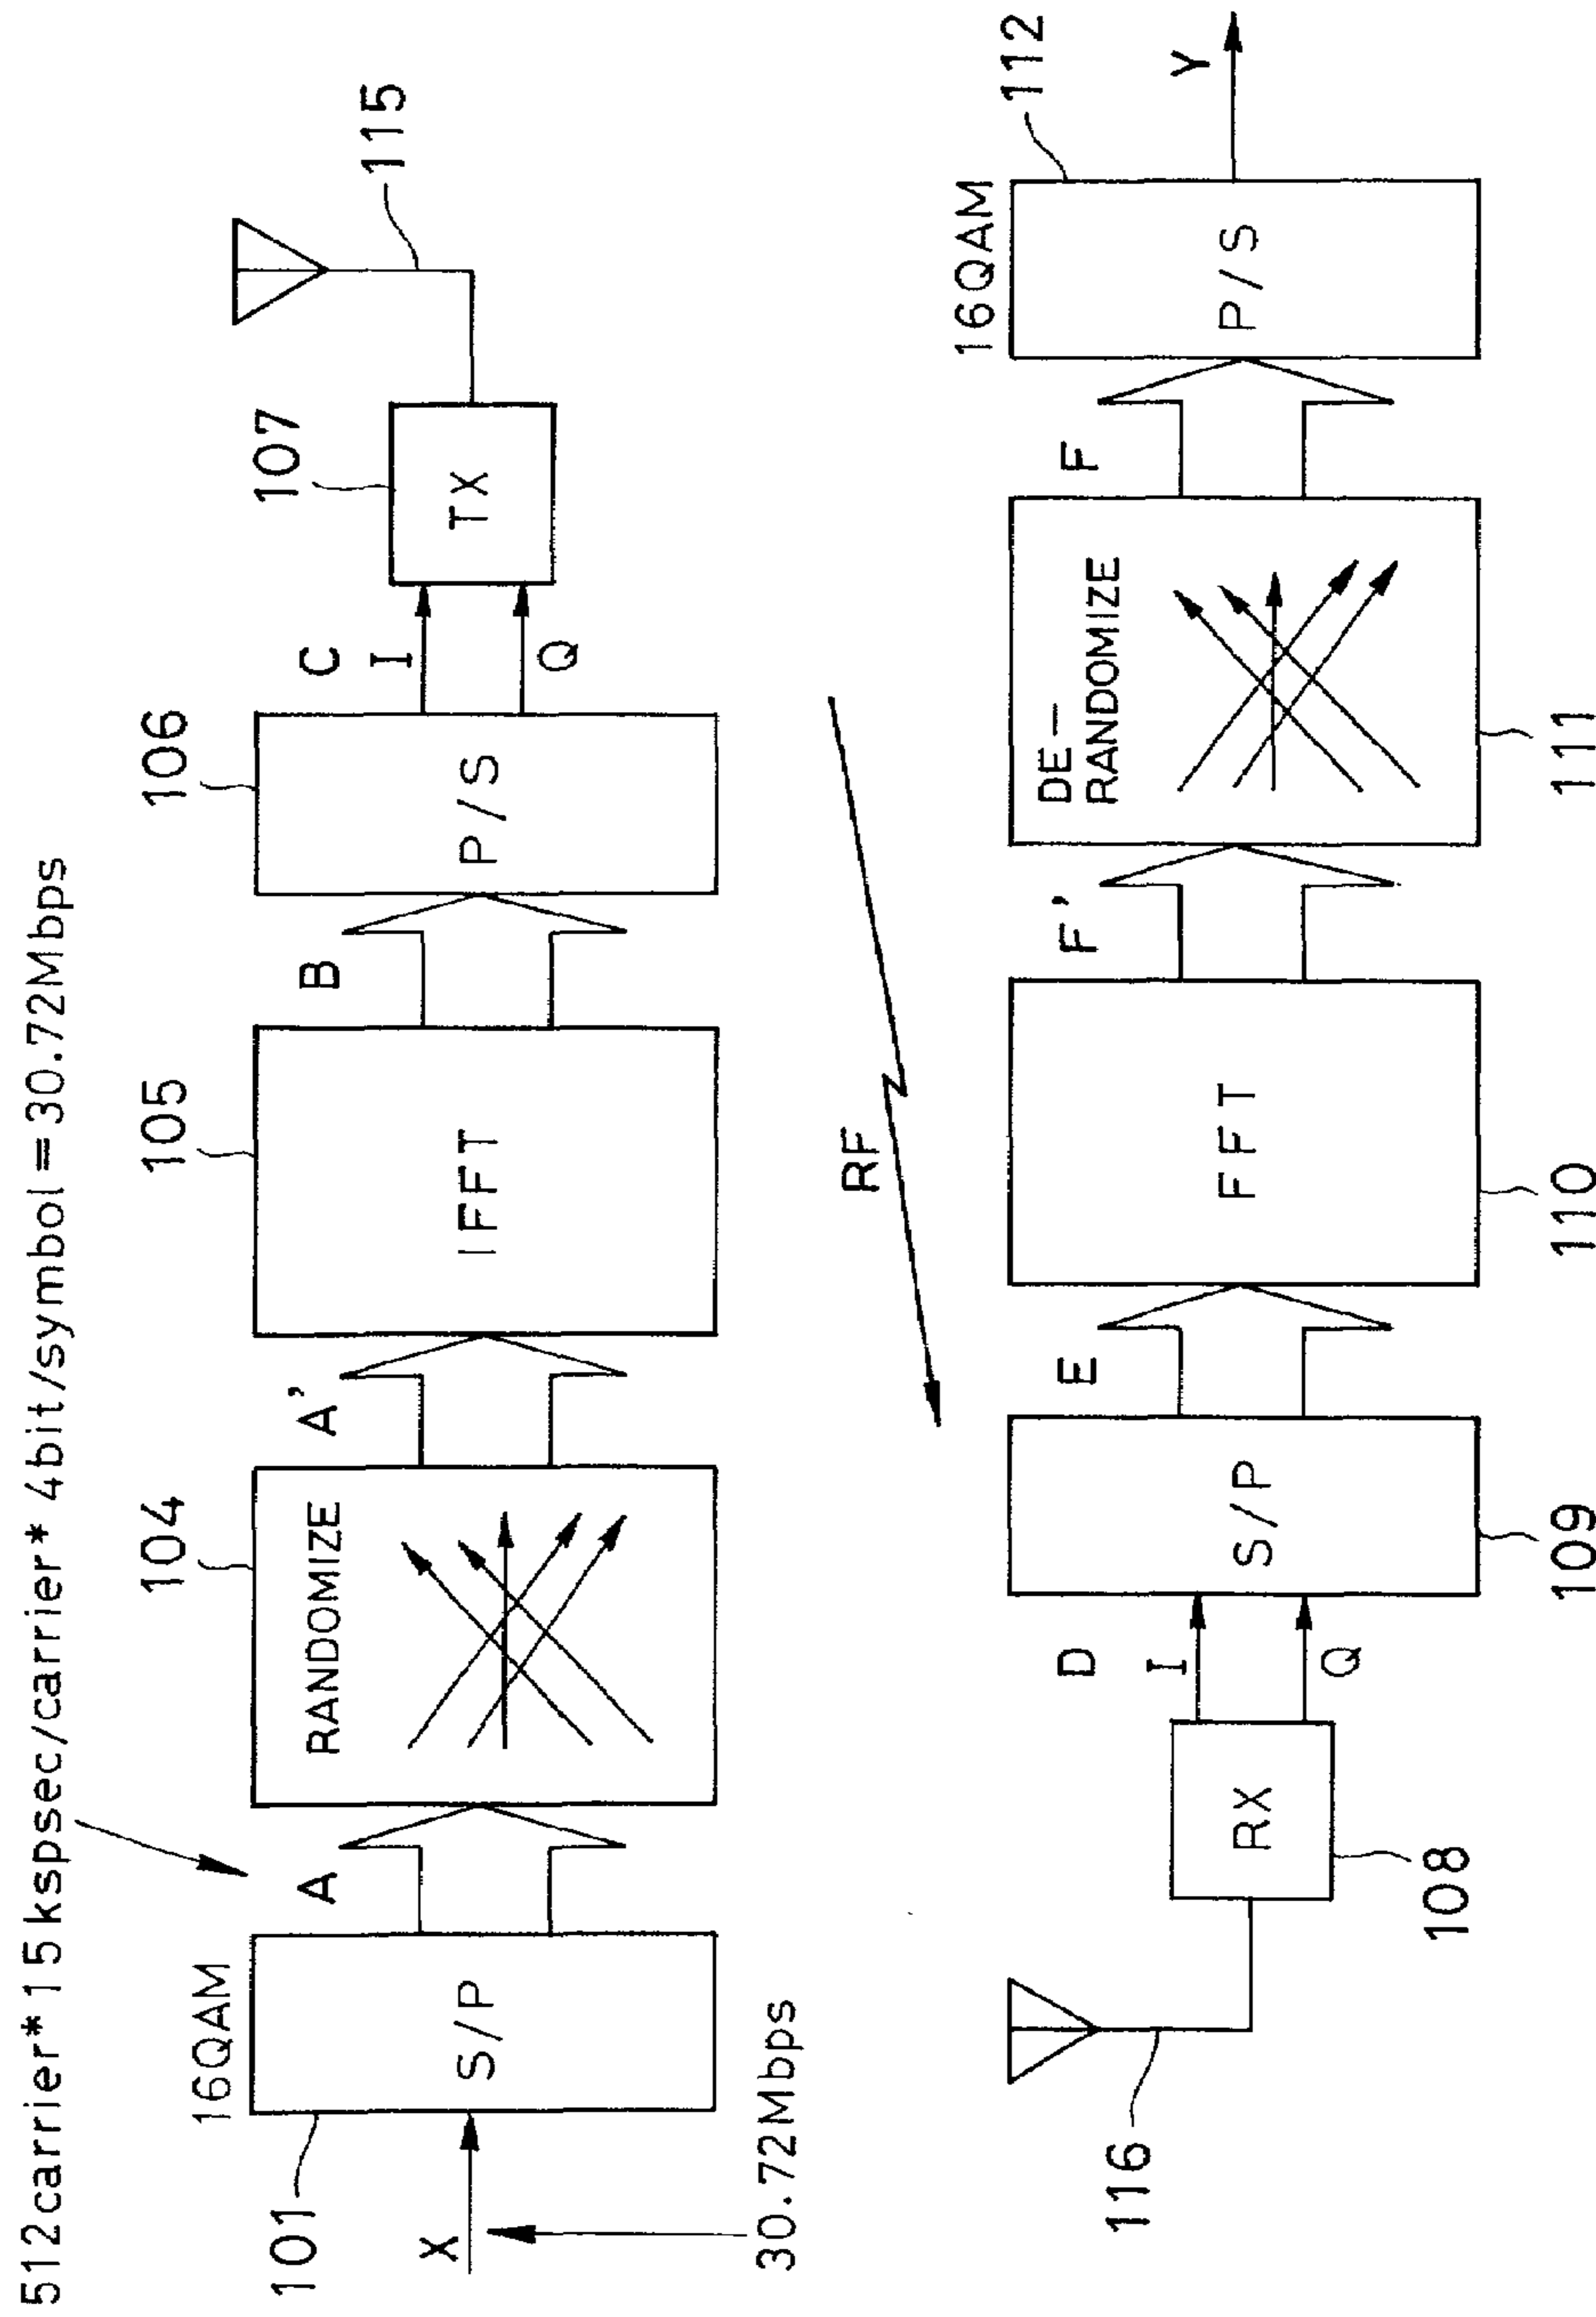 512carrier*15kspsec/carrier*4bit/symbol=30.72Mbps
16QAM
101
X
30.72Mbps
S/P
A
104
RANDOMIZE
A'
105
IFFT
B
106
P/S
C
I
Q
107
TX
115
RF
116
RX
108
D
I
Q
S/P
109
E
FFT
110
F'
DE-
RANDOMIZE
111
F
16QAM
P/S
112
Y